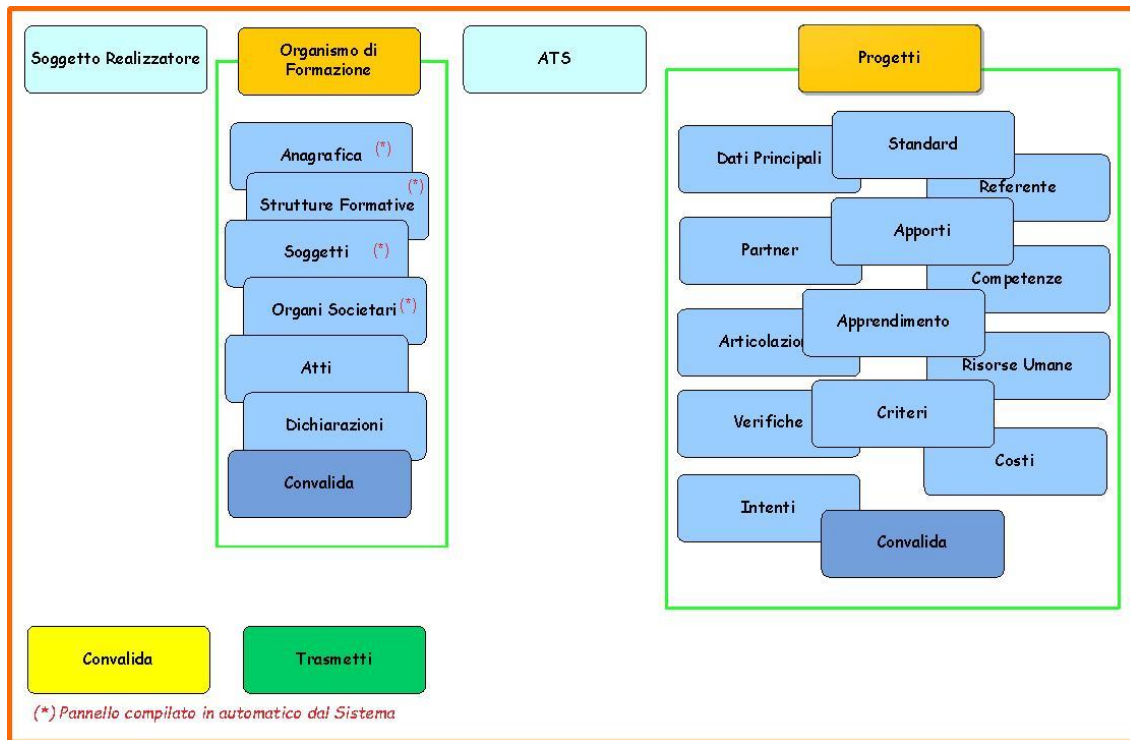 Soggetto Realizzatore
Organismo di
Formazione
ATS
Progetti
Anagrafica (*)
Strutture Formative (*)
Soggetti (*)
Organi Societari (*)
Atti
Dichiarazioni
Convalida
Dati Principali
Standard
Referente
Partner
Apporti
Competenze
Articolazion
Apprendimento
Risorse Umane
Verifiche
Criteri
Costi
Intenti
Convalida
Convalida
Trasmetti
(*) Pannello compilato in automatico dal Sistema